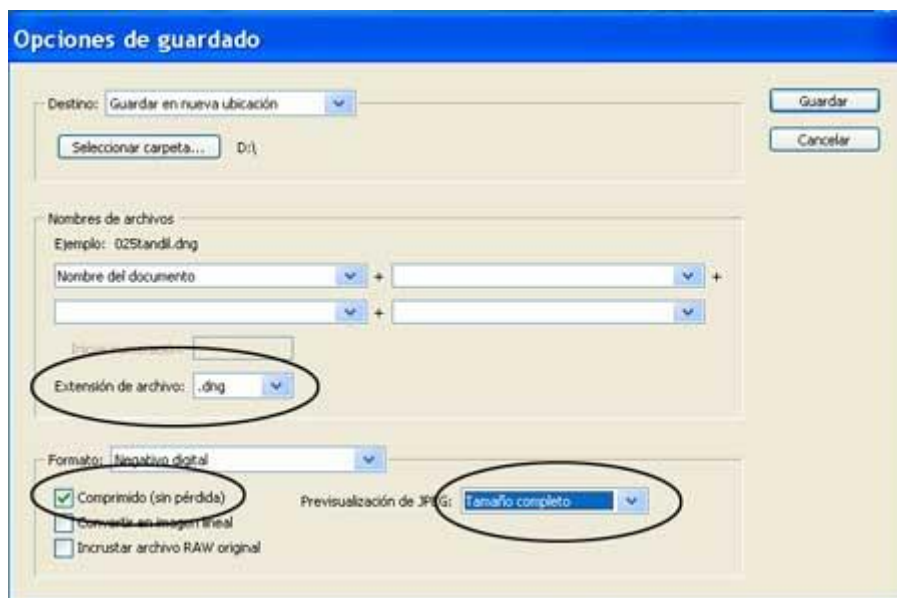 Opciones de guardado
Destino: Guardar en nueva ubicación
Guardar
Seleccionar carpeta... D:\
Cancelar
Nombres de archivos
Ejemplo: 025tandil.dng
Nombre del documento + +
+
Extensión de archivo: .dng
Formato: Negativo digital
Comprimido (sin pérdida) Previsualización de JPEG: Tamaño completo
Convertir en imagen lineal
Incrustar archivo RAW original